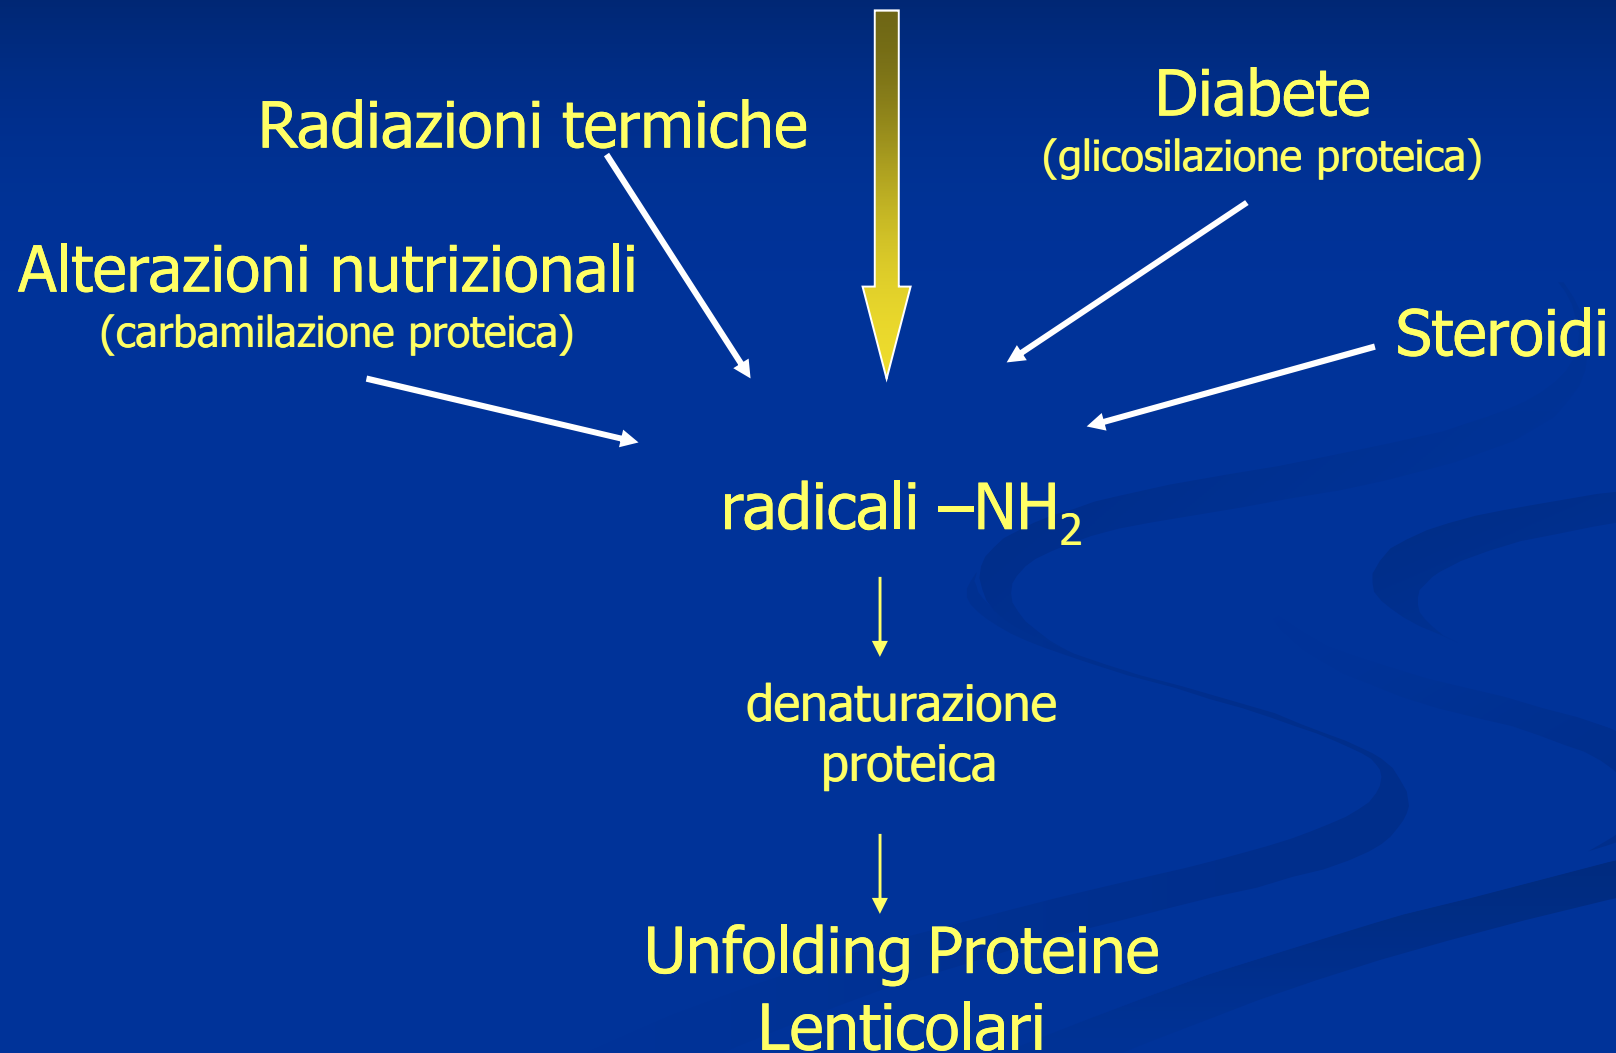 Radiazioni termiche
Diabete
(glicosilazione proteica)
Alterazioni nutrizionali
(carbamilazione proteica)
Steroidi
radicali –NH₂
denaturazione
proteica
Unfolding Proteine
Lenticolari